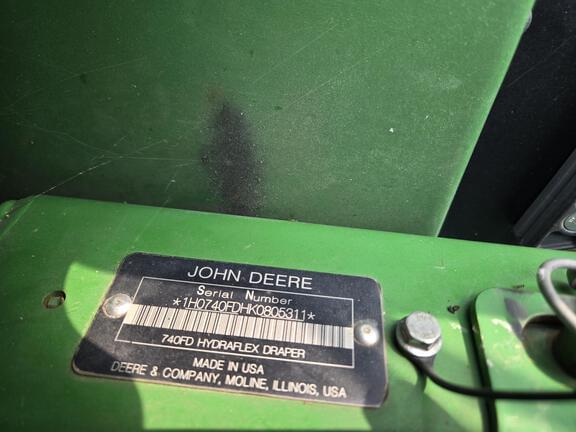 JOHN DEERE
Serial Number
*1H0740FDHK0805311*
740FD HYDRAFLEX DRAPER
MADE IN USA
DEERE & COMPANY, MOLINE, ILLINOIS, USA